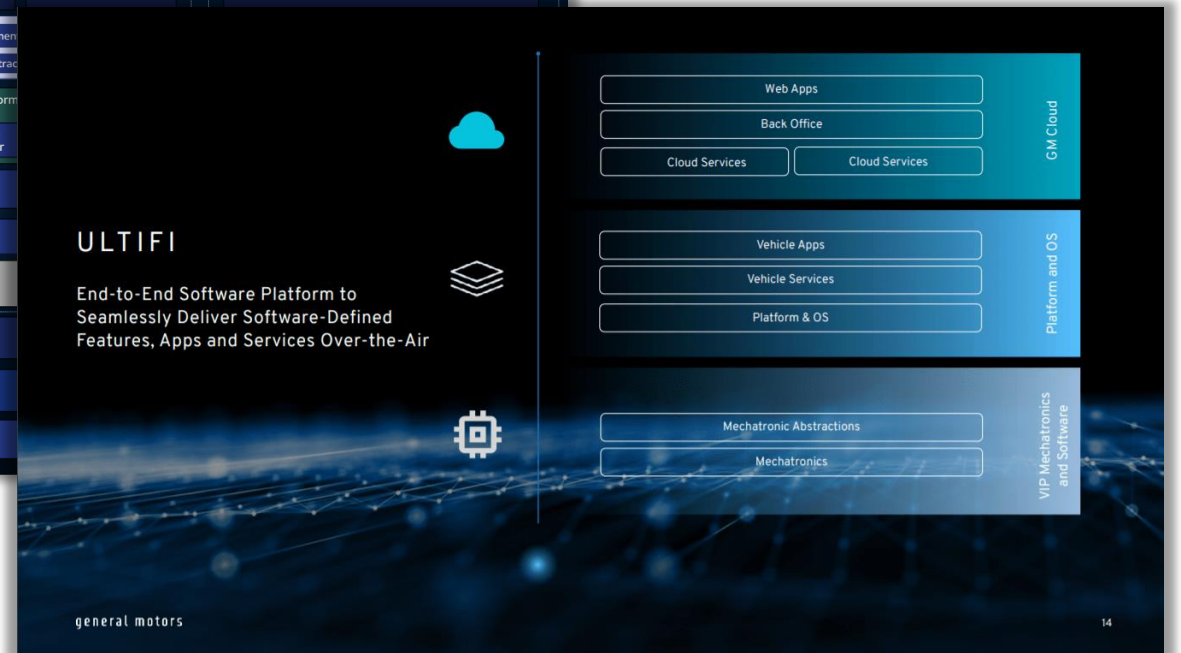 ULTIFI
End-to-End Software Platform to
Seamlessly Deliver Software-Defined
Features, Apps and Services Over-the-Air
Web Apps
Back Office
Cloud Services
Cloud Services
GM Cloud
Vehicle Apps
Vehicle Services
Platform & OS
Platform and OS
Mechatronic Abstractions
Mechatronics
VIP Mechatronics
and Software
general motors
14